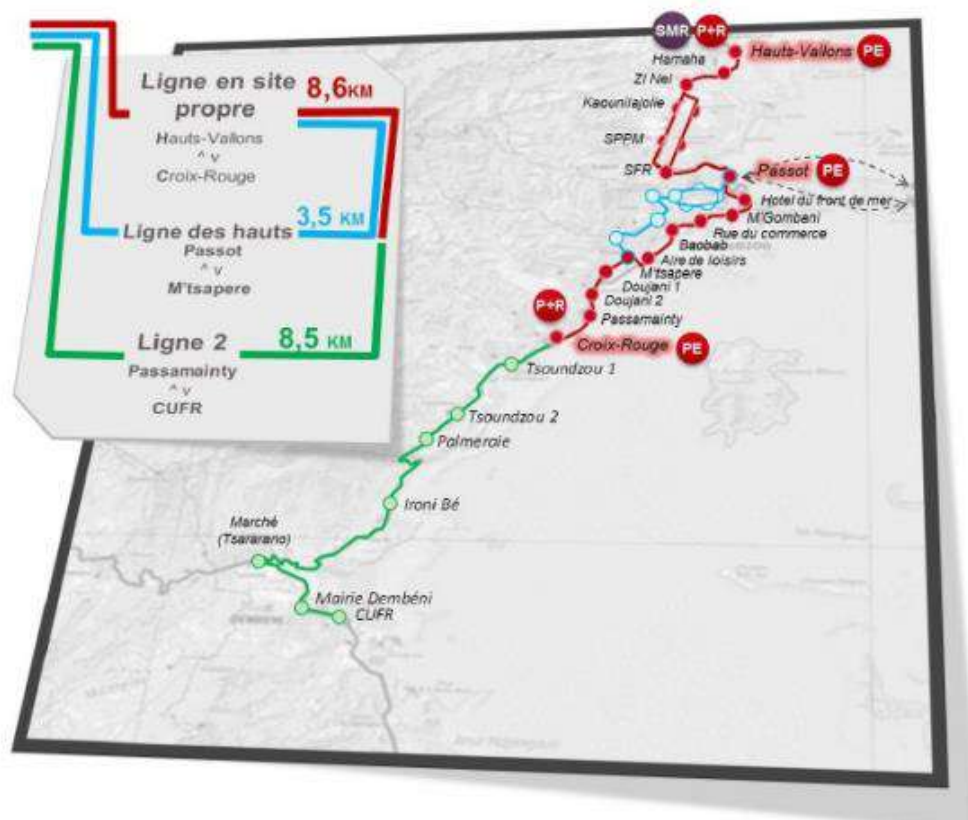 Ligne en site
propre
8,6KM
Hauts-Vallons
^ v
Croix-Rouge
Ligne des hauts
3,5 KM
Passot
^ v
M'tsapere
Ligne 2
8,5 KM
Passamainty
^ v
CUFR
SMR
P+R
Hauts-Vallons
PE
Hamaha
ZI Nel
Kaounilajolie
SPPM
SFR
Passot
PE
Hotel du front de mer
M'Gombani
Rue du commerce
Baobab
Aire de loisirs
M'tsapere
Doujani 1
Doujani 2
P+R
Passamainty
Croix-Rouge
PE
Tsoundzou 1
Tsoundzou 2
Palmeraie
Ironi Bé
Marché
(Tsararano)
Mairie Dembéni
CUFR